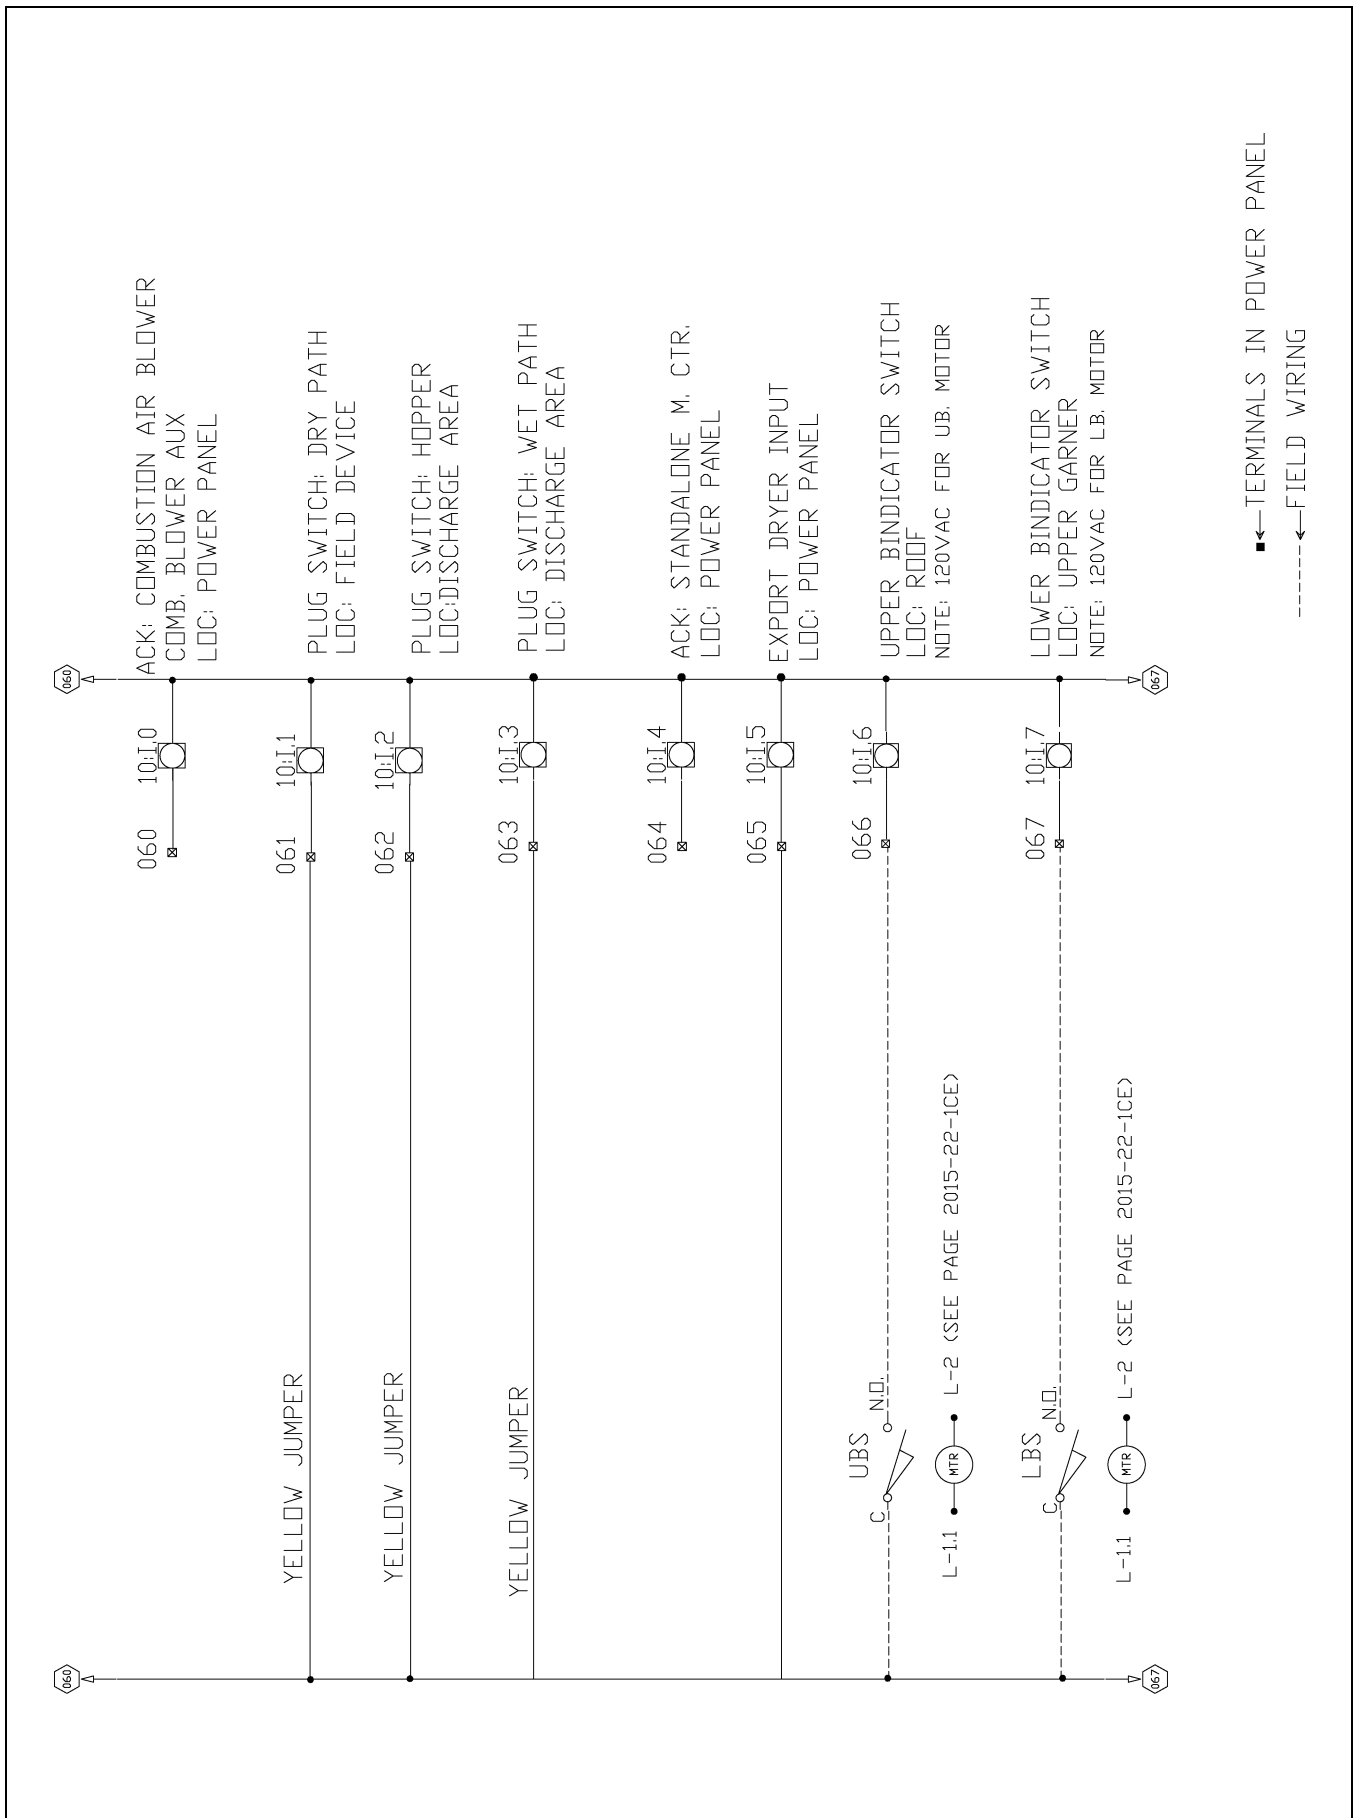 060
060
060
10:I.0
ACK: COMBUSTION AIR BLOWER
COMB. BLOWER AUX
LOC: POWER PANEL
YELLOW JUMPER
061
10:I.1
PLUG SWITCH: DRY PATH
LOC: FIELD DEVICE
YELLOW JUMPER
062
10:I.2
PLUG SWITCH: HOPPER
LOC:DISCHARGE AREA
YELLOW JUMPER
063
10:I.3
PLUG SWITCH: WET PATH
LOC: DISCHARGE AREA
064
10:I.4
ACK: STANDALONE M. CTR.
LOC: POWER PANEL
065
10:I.5
EXPORT DRYER INPUT
LOC: POWER PANEL
UBS
C
N.O.
066
10:I.6
UPPER BINDICATOR SWITCH
LOC: ROOF
NOTE: 120VAC FOR UB. MOTOR
L-1.1
MTR
L-2 (SEE PAGE 2015-22-1CE)
LBS
C
N.O.
067
10:I.7
LOWER BINDICATOR SWITCH
LOC: UPPER GARNER
NOTE: 120VAC FOR LB. MOTOR
L-1.1
MTR
L-2 (SEE PAGE 2015-22-1CE)
067
067
TERMINALS IN POWER PANEL
FIELD WIRING